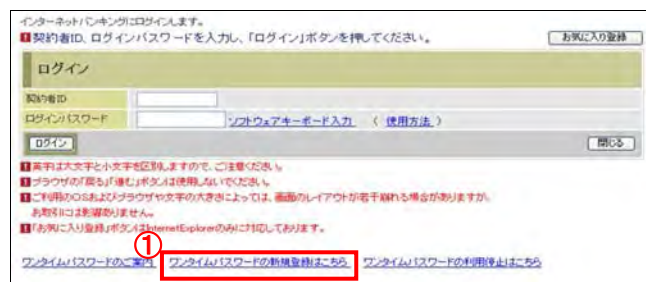 インターネットバンキングにログインします。
契約者ID、ログインパスワードを入力し、「ログイン」ボタンを押してください。 お気に入り登録
ログイン
契約者ID
ログインパスワード ソフトウェアキーボード入力 ( 使用方法 )
ログイン 閉じる
英字は大文字と小文字を区別しますので、ご注意ください。
ブラウザの「戻る」「進む」ボタンは使用しないでください。
ご利用のOSおよびブラウザや文字の大きさによっては、画面のレイアウトが若干崩れる場合がありますが、
お取引には影響ありません。
「お気に入り登録」ボタンはInternetExplorerのみに対応しております。
①
ワンタイムパスワードのご案内 ワンタイムパスワードの新規登録はこちら ワンタイムパスワードの利用停止はこちら